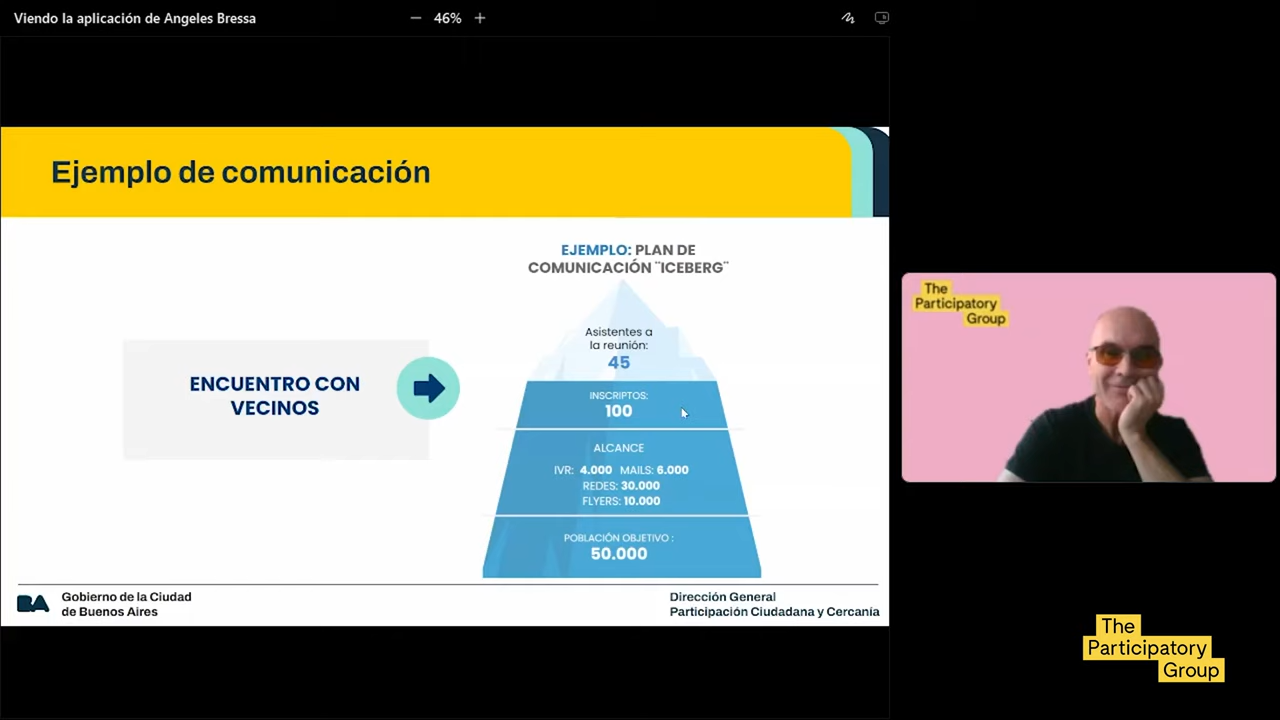 Viendo la aplicación de Angeles Bressa
46%
Ejemplo de comunicación
EJEMPLO: PLAN DE
COMUNICACIÓN ¨ICEBERG¨
Asistentes a
la reunión:
45
ENCUENTRO CON
VECINOS
INSCRIPTOS:
100
ALCANCE
IVR: 4.000 MAILS: 6.000
REDES: 30.000
FLYERS: 10.000
POBLACIÓN OBJETIVO :
50.000
BA
Gobierno de la Ciudad
de Buenos Aires
Dirección General
Participación Ciudadana y Cercanía
The
Participatory
Group
The
Participatory
Group